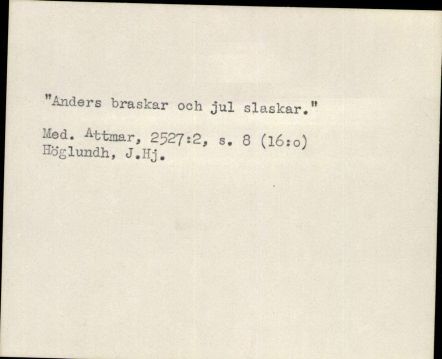 "Anders braskar och jul slaskar."
Med. Attmar, 2527:2, s. 8 (16:o)
Höglundh, J.Hj.